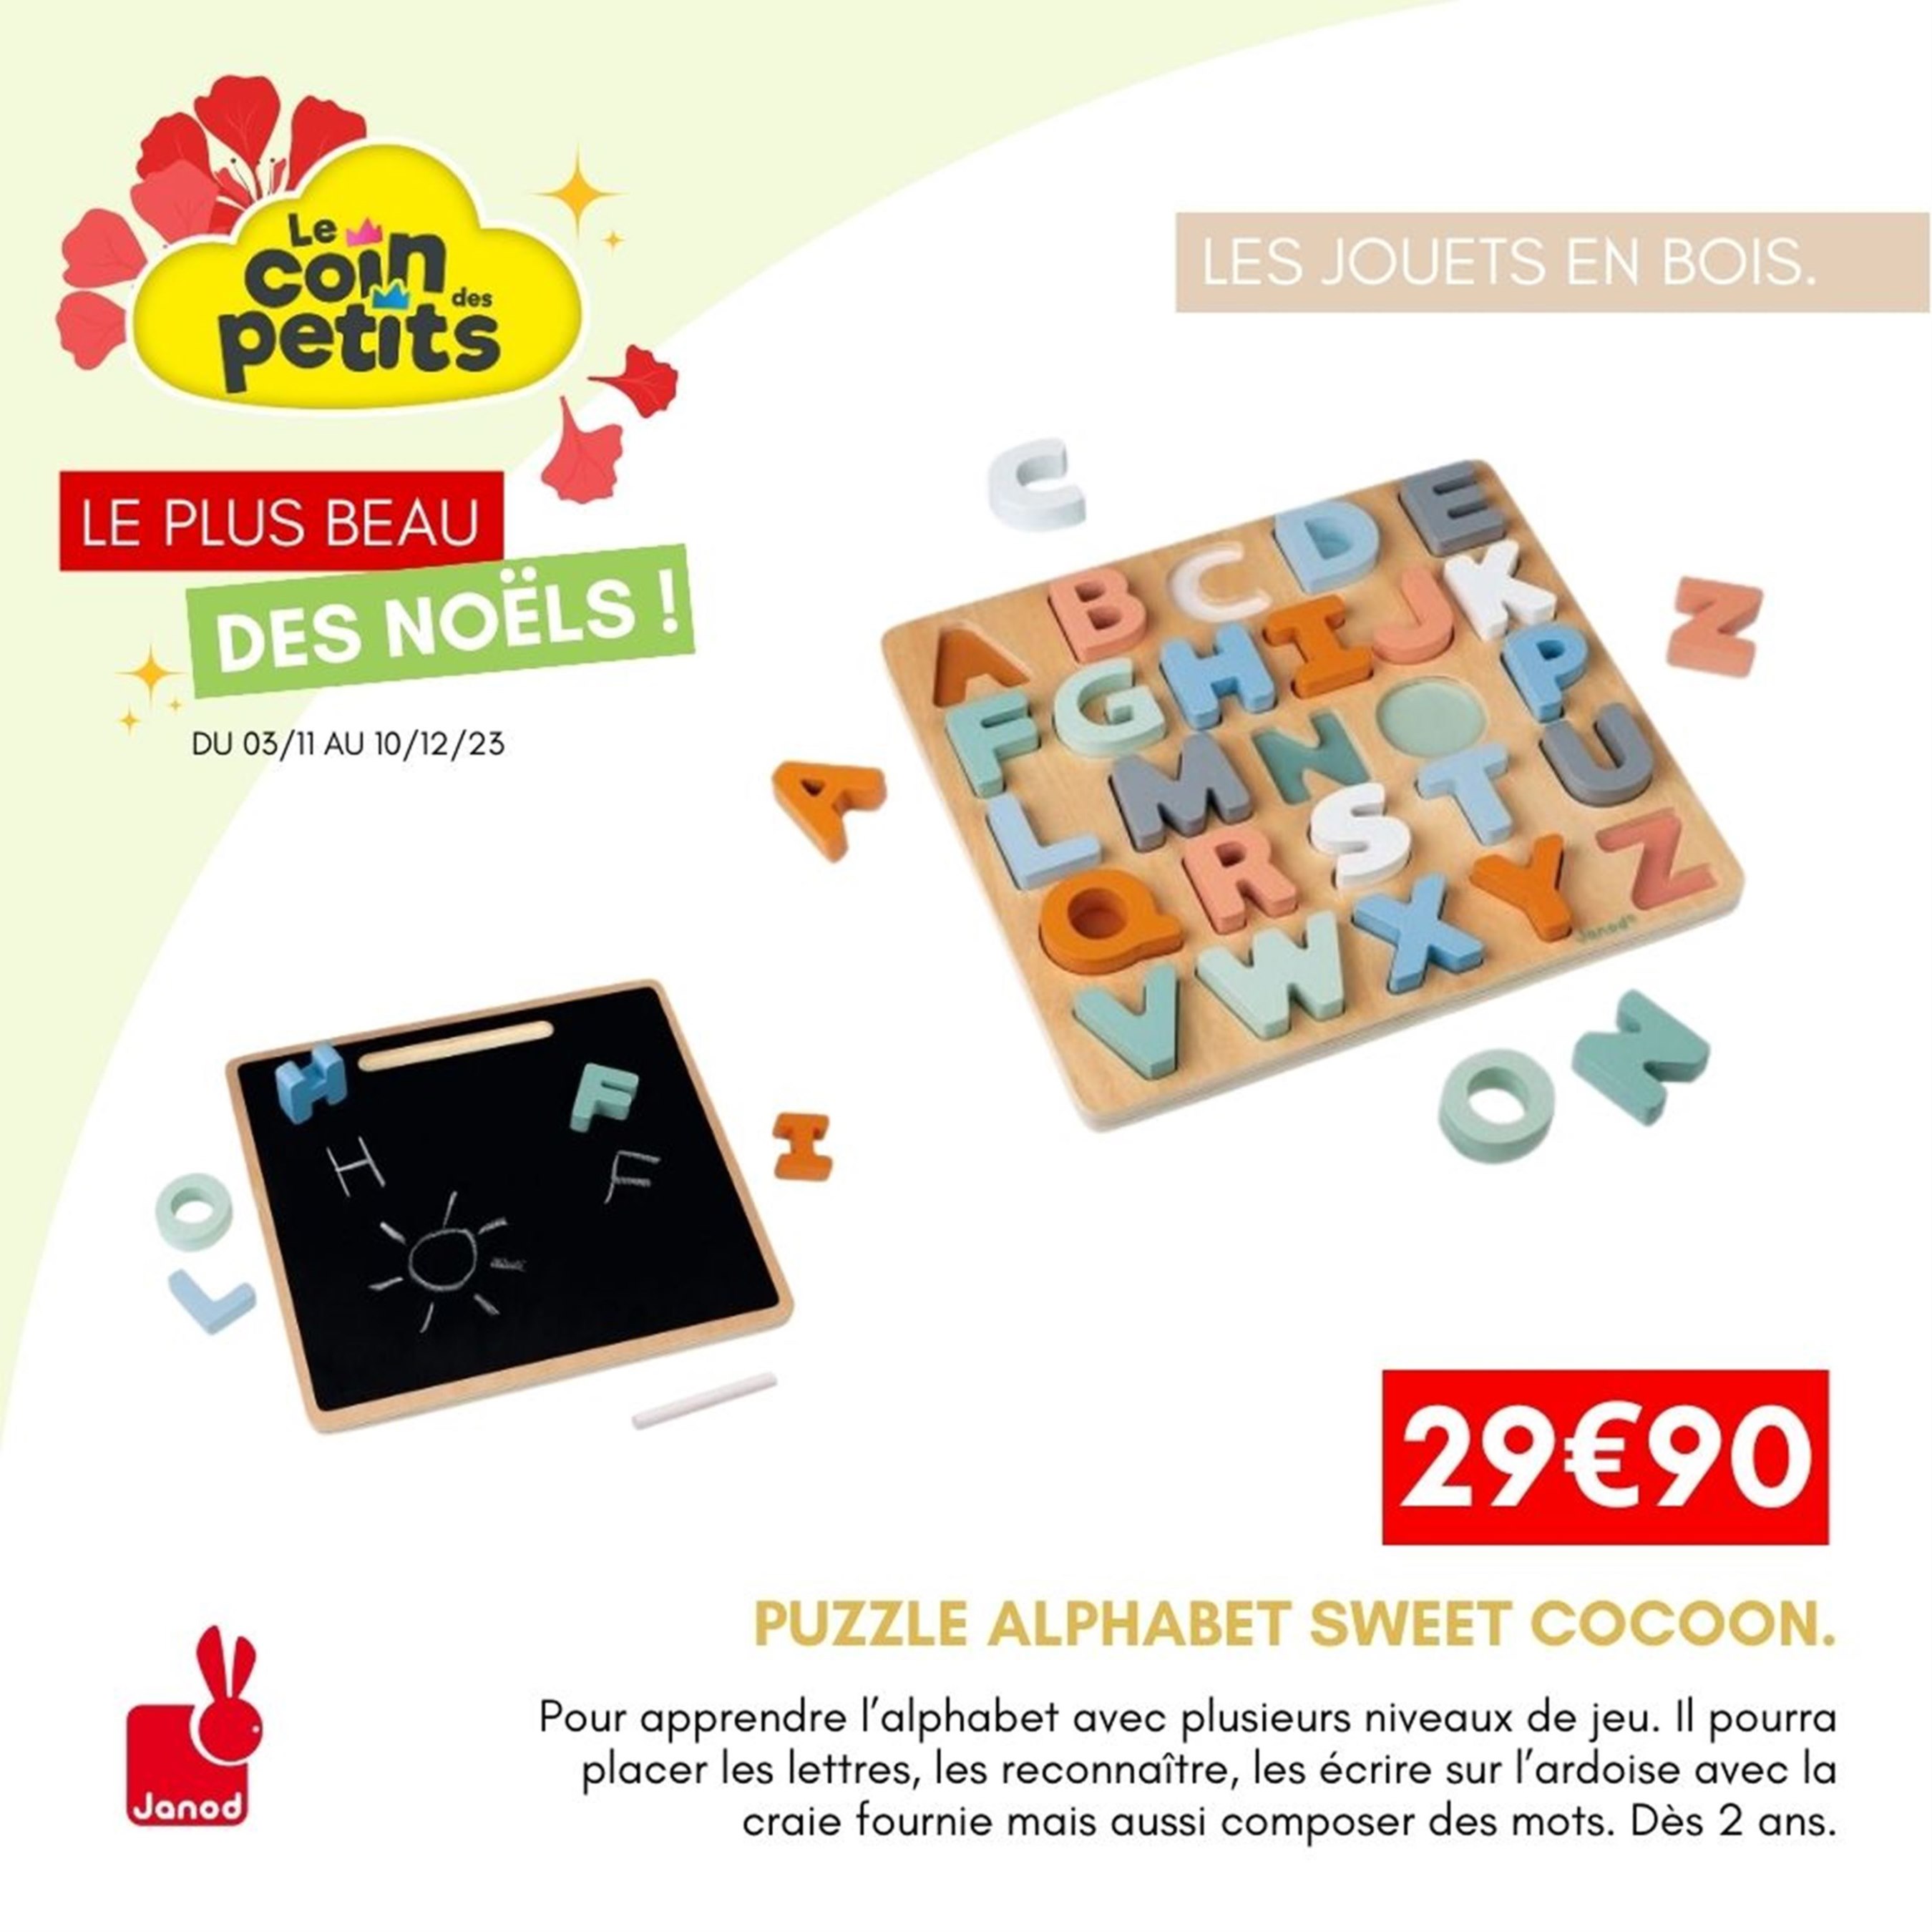 Le
coin
des
petits
LE PLUS BEAU
DES NOËLS !
DU 03/11 AU 10/12/23
LES JOUETS EN BOIS.
C
E
D
C
K
B
J
Z
I
A
H
P
G
F
U
N
T
A
M
S
L
Z
R
Y
Q
X
W
Janod
V
N
O
H
F
I
H
F
O
L
29€90
PUZZLE ALPHABET SWEET COCOON.
Pour apprendre l'alphabet avec plusieurs niveaux de jeu. Il pourra
placer les lettres, les reconnaître, les écrire sur l'ardoise avec la
craie fournie mais aussi composer des mots. Dès 2 ans.
Janod